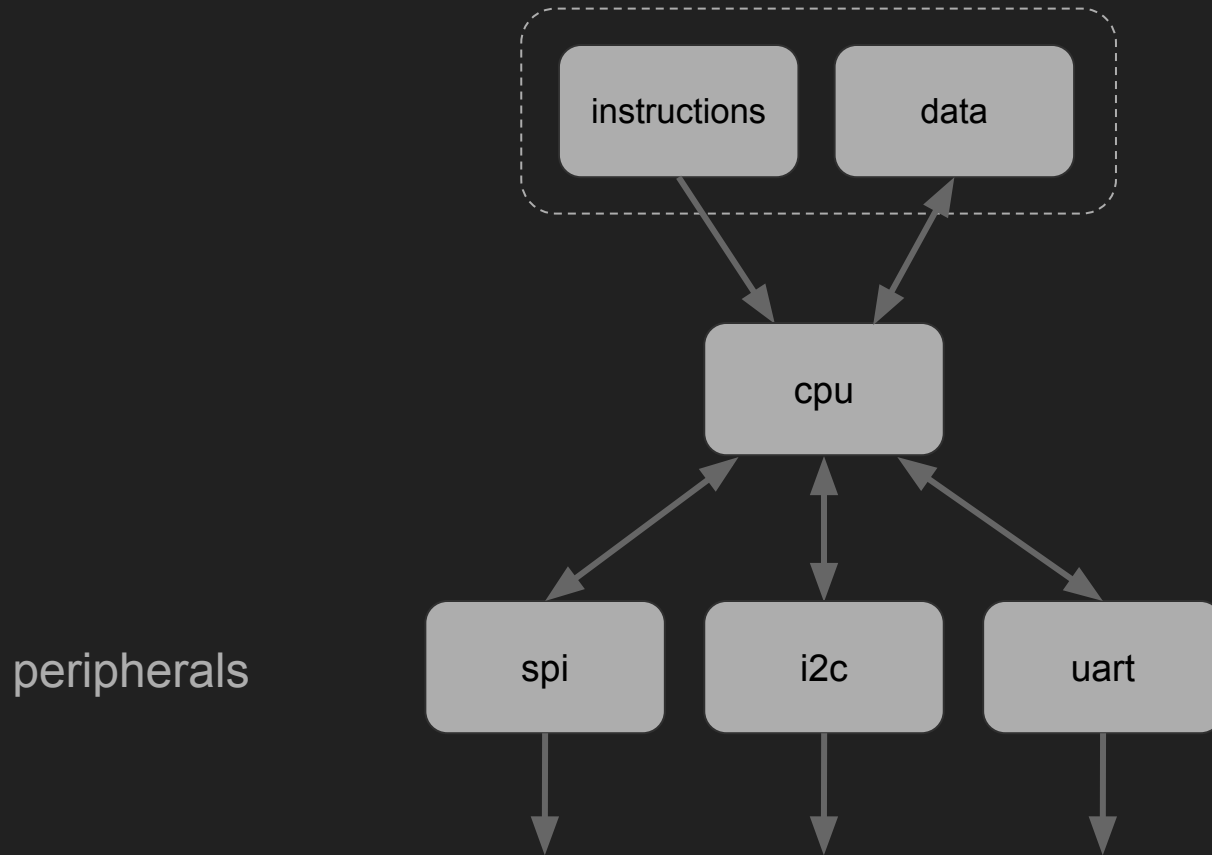 instructions
data
cpu
peripherals
spi
i2c
uart